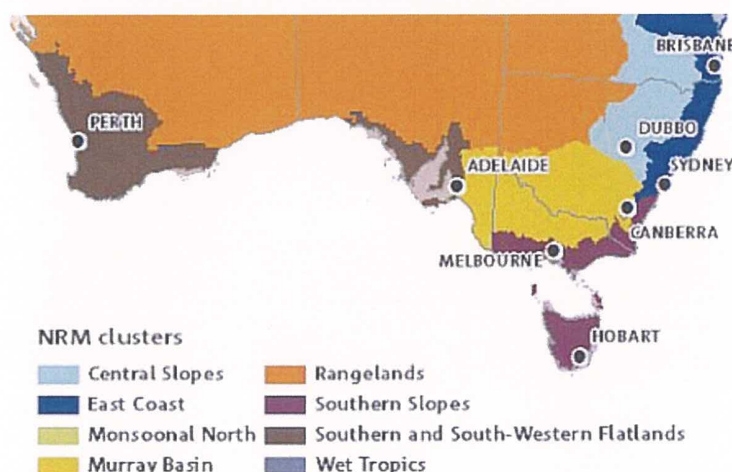 BRISBANE
PERTH
DUBBO
ADELAIDE
SYDNEY
CANBERRA
MELBOURNE
HOBART
NRM clusters
Central Slopes
Rangelands
East Coast
Southern Slopes
Monsoonal North
Southern and South-Western Flatlands
Murray Basin
Wet Tropics